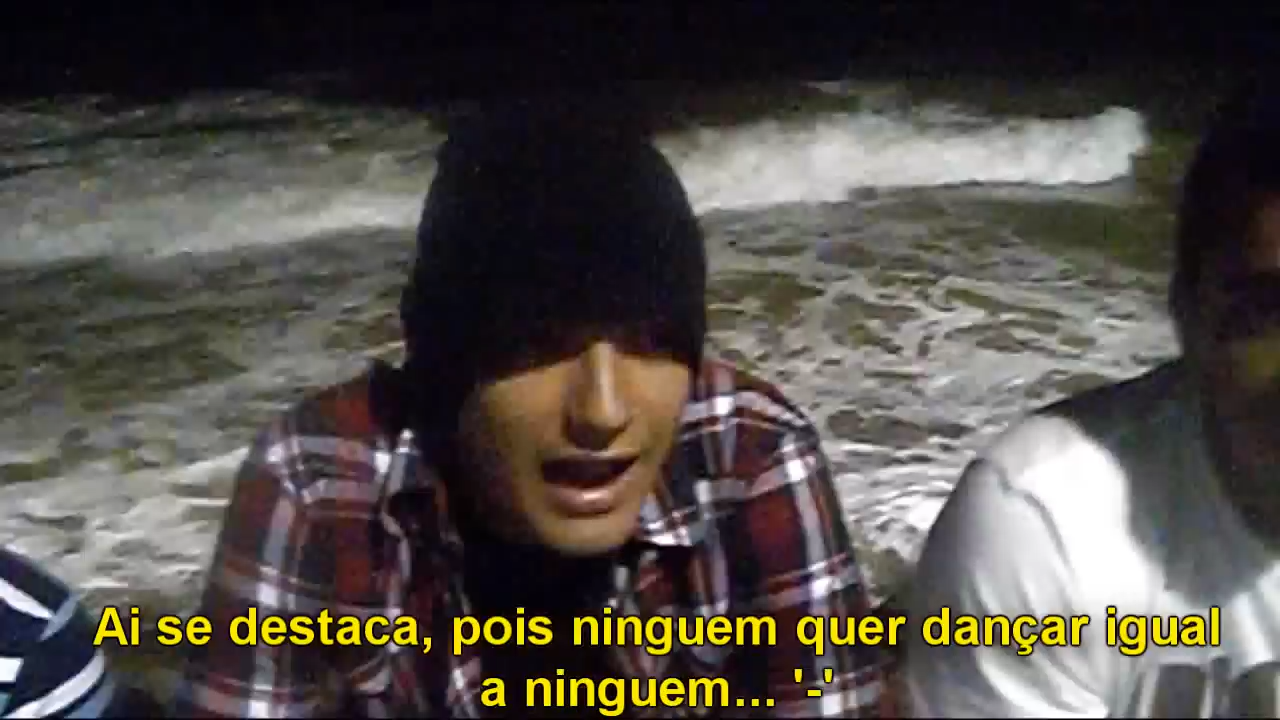 Ai se destaca, pois ninguem quer dançar igual
a ninguem... '-'